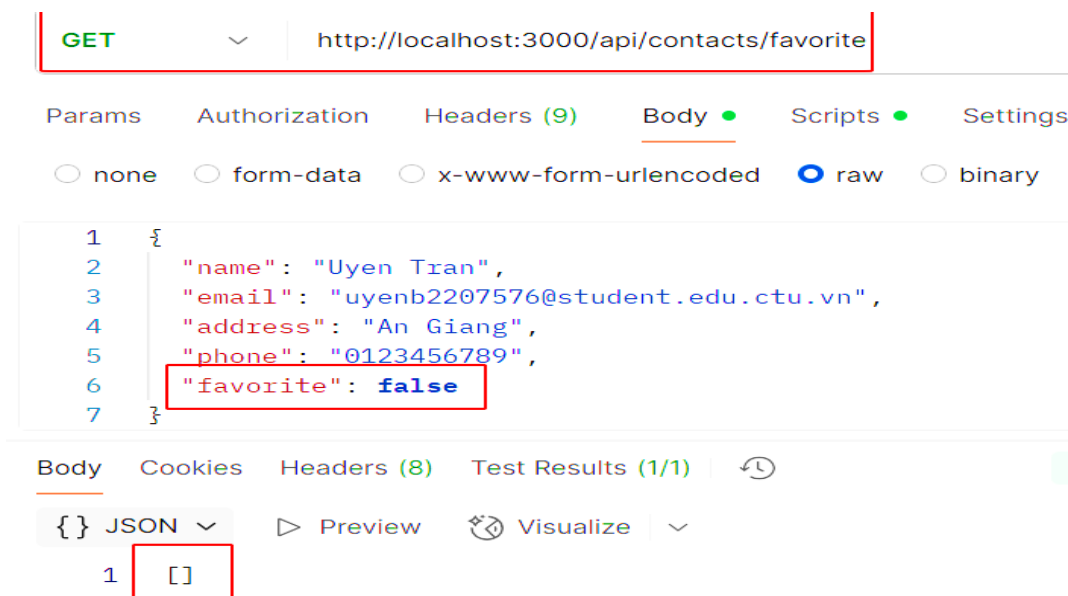 GET http://localhost:3000/api/contacts/favorite
Params Authorization Headers (9) Body Scripts Settings
none form-data x-www-form-urlencoded raw binary
1 {
2 "name": "Uyen Tran",
3 "email": "uyenb2207576@student.edu.ctu.vn",
4 "address": "An Giang",
5 "phone": "0123456789",
6 "favorite": false
7 }
Body Cookies Headers (8) Test Results (1/1)
{} JSON Preview Visualize
1 []